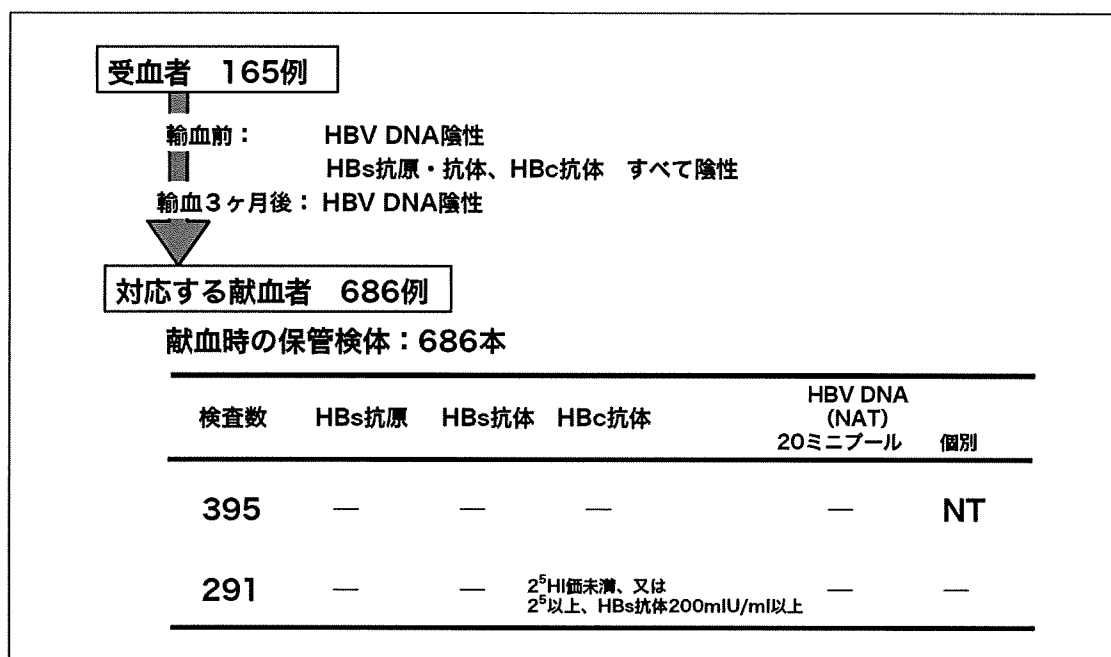 受血者 165例
輸血前： HBV DNA陰性
HBs抗原・抗体、HBc抗体 すべて陰性
輸血3ヶ月後： HBV DNA陰性
対応する献血者 686例
献血時の保管検体：686本
検査数 HBs抗原 HBs抗体 HBc抗体 HBV DNA
(NAT)
20ミニプール 個別
395 — — — — NT
291 — — 2⁵HI価未満、又は
2⁵以上、HBs抗体200mIU/ml以上 — —